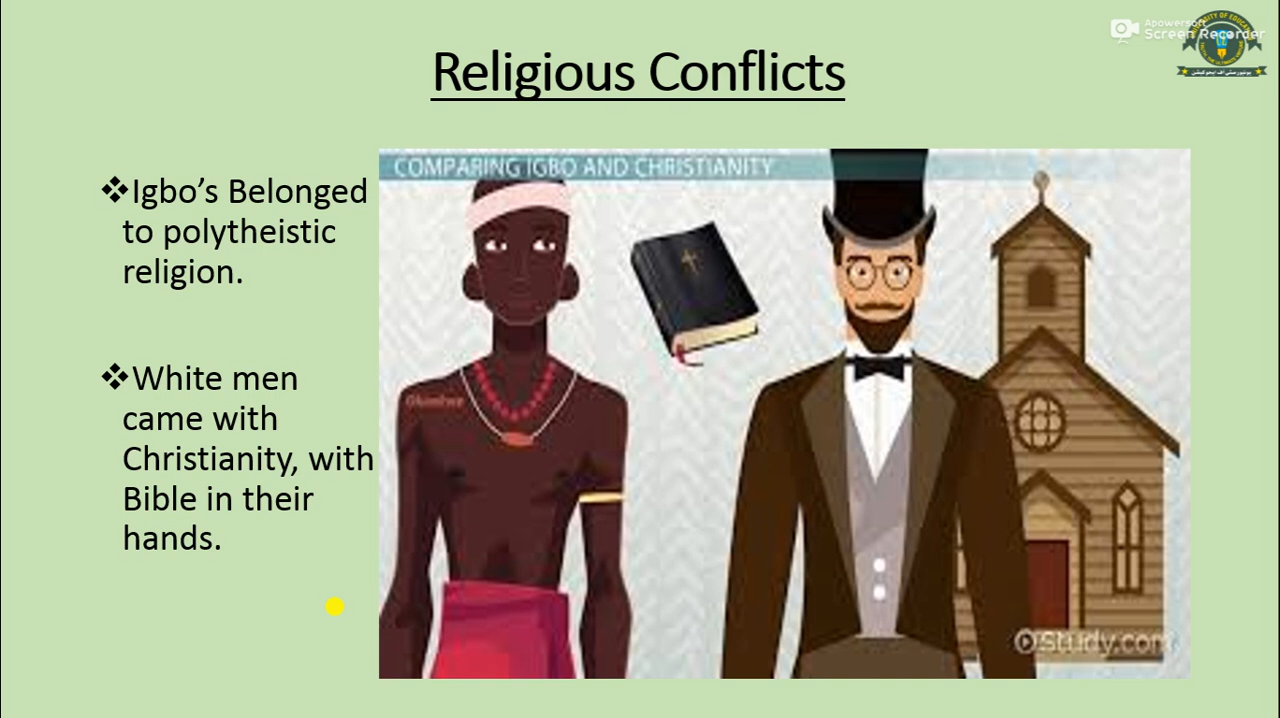 Apowersoft
Screen Recorder
Religious Conflicts
COMPARING IGBO AND CHRISTIANITY
❖Igbo’s Belonged
to polytheistic
religion.
❖White men
came with
Christianity, with
Bible in their
hands.
Study.com